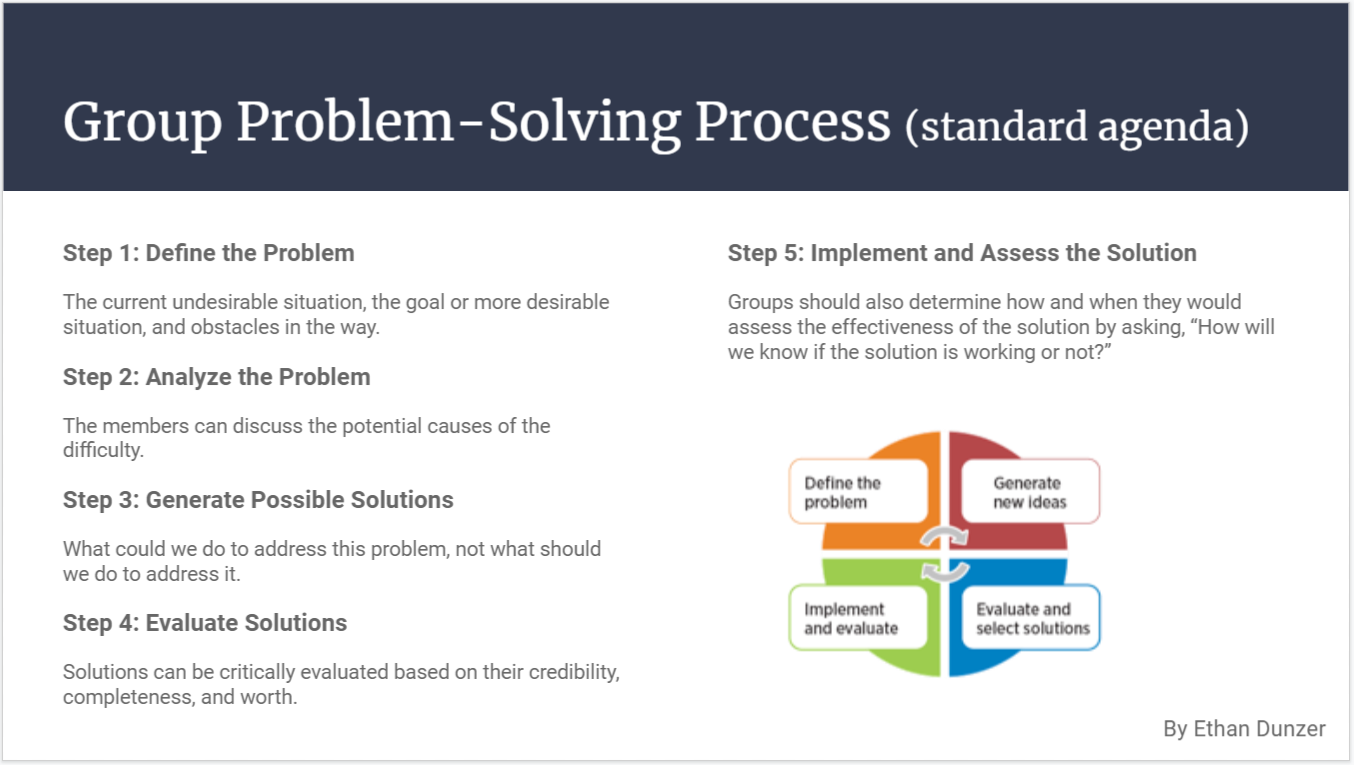 Group Problem-Solving Process (standard agenda)
Step 1: Define the Problem
The current undesirable situation, the goal or more desirable
situation, and obstacles in the way.
Step 2: Analyze the Problem
The members can discuss the potential causes of the
difficulty.
Step 3: Generate Possible Solutions
What could we do to address this problem, not what should
we do to address it.
Step 4: Evaluate Solutions
Solutions can be critically evaluated based on their credibility,
completeness, and worth.
Step 5: Implement and Assess the Solution
Groups should also determine how and when they would
assess the effectiveness of the solution by asking, “How will
we know if the solution is working or not?”
Define the
problem
Generate
new ideas
Implement
and evaluate
Evaluate and
select solutions
By Ethan Dunzer